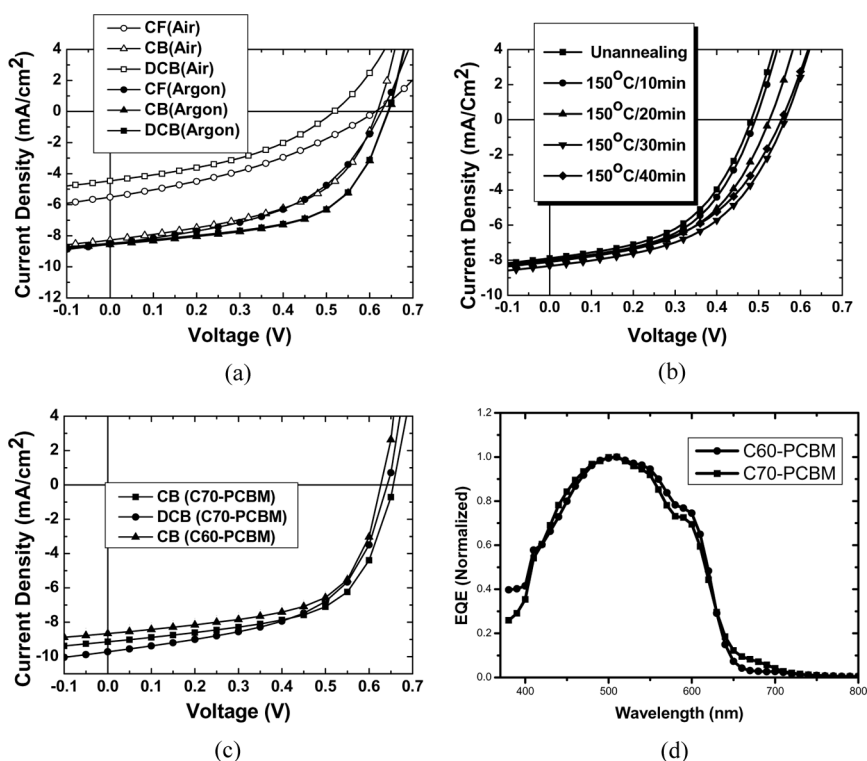 4
2
0
-2
-4
-6
-8
-10
-12
Current Density (mA/cm2)
CF(Air)
CB(Air)
DCB(Air)
CF(Argon)
CB(Argon)
DCB(Argon)
-0.1 0.0 0.1 0.2 0.3 0.4 0.5 0.6 0.7
Voltage (V)
(a)
4
2
0
-2
-4
-6
-8
-10
Current Density (mA/Cm2)
Unannealing
150OC/10min
150OC/20min
150OC/30min
150OC/40min
-0.1 0.0 0.1 0.2 0.3 0.4 0.5 0.6 0.7
Voltage (V)
(b)
4
2
0
-2
-4
-6
-8
-10
Current Density (mA/cm2)
CB (C70-PCBM)
DCB (C70-PCBM)
CB (C60-PCBM)
-0.1 0.0 0.1 0.2 0.3 0.4 0.5 0.6 0.7
Voltage (V)
(c)
1.2
1.0
0.8
0.6
0.4
0.2
0.0
EQE (Normalized)
C60-PCBM
C70-PCBM
400 500 600 700 800
Wavelength (nm)
(d)